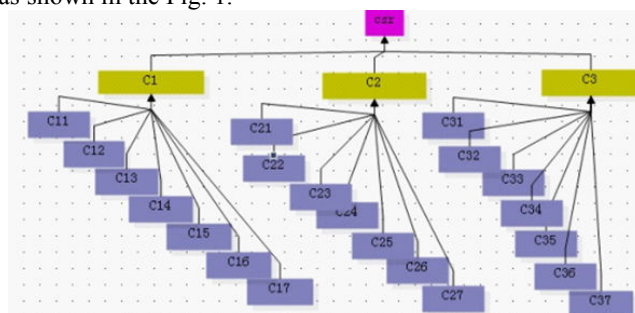 as shown in the Fig. 1.
czz
C1 C2 C3
C11 C21 C31
C12 C22 C32
C13 C23 C33
C14 C24 C34
C15 C25 C35
C16 C26 C36
C17 C27 C37